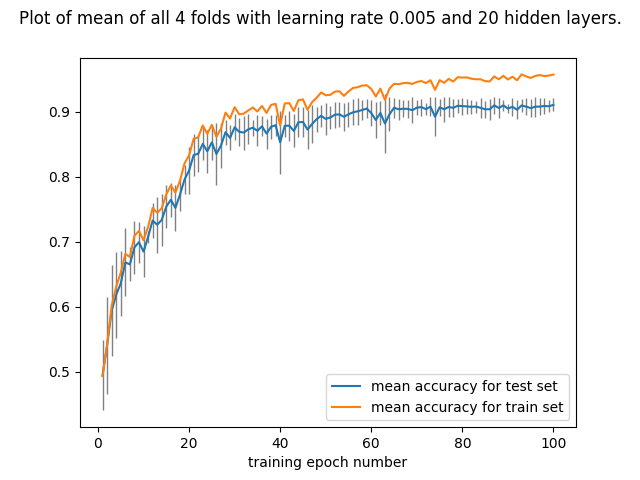 Plot of mean of all 4 folds with learning rate 0.005 and 20 hidden layers.
0.9
0.8
0.7
0.6
0.5
mean accuracy for test set
mean accuracy for train set
0 20 40 60 80 100
training epoch number